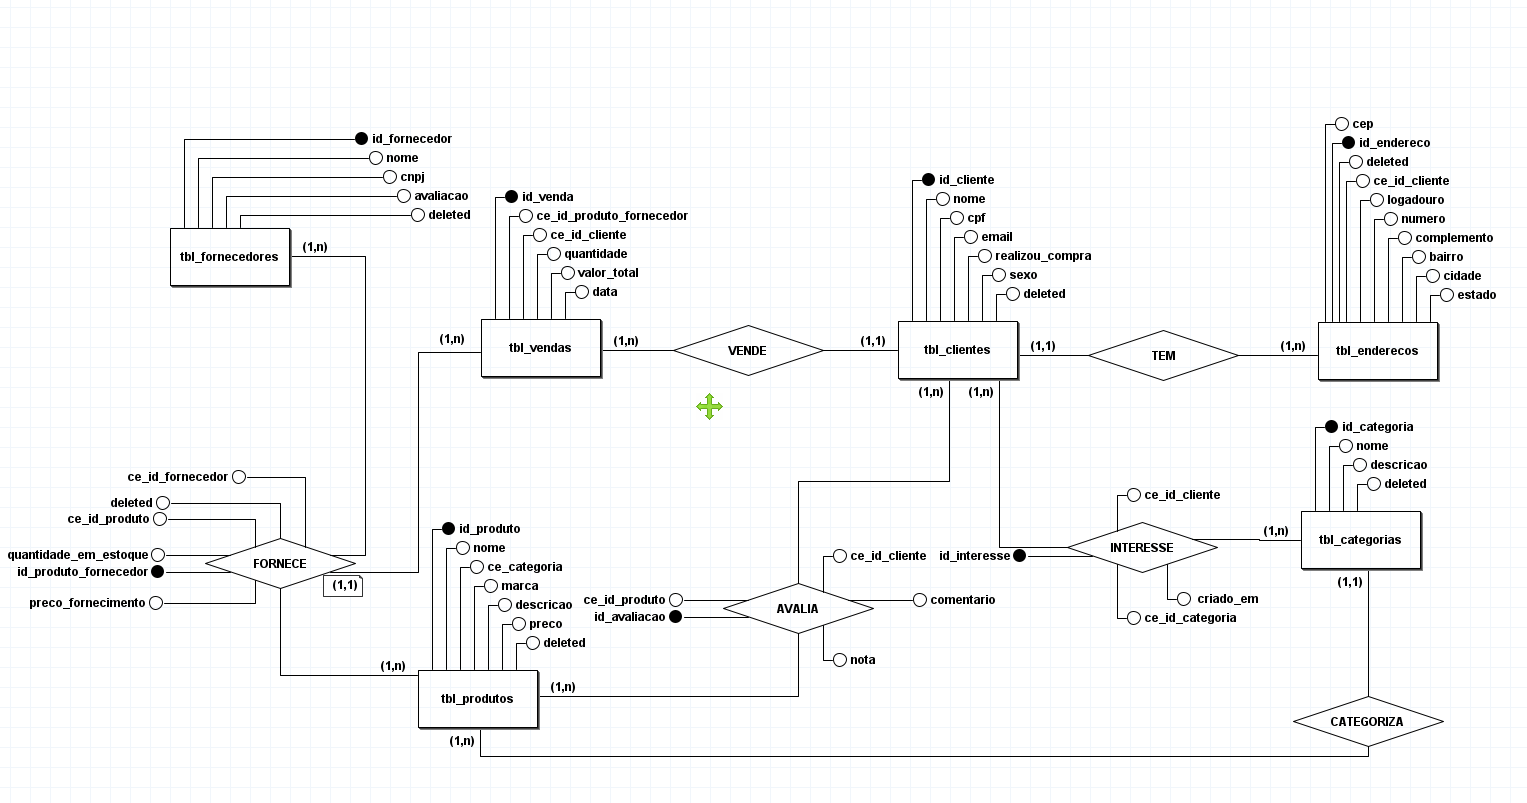 id_fornecedor
nome
cnpj
avaliacao
deleted
tbl_fornecedores
(1,n)
id_venda
ce_id_produto_fornecedor
ce_id_cliente
quantidade
valor_total
data
(1,n)
tbl_vendas
(1,n)
VENDE
(1,1)
id_cliente
nome
cpf
email
realizou_compra
sexo
deleted
tbl_clientes
(1,1)
(1,n)
(1,n)
TEM
(1,n)
cep
id_endereco
deleted
ce_id_cliente
logadouro
numero
complemento
bairro
cidade
estado
tbl_enderecos
ce_id_fornecedor
deleted
ce_id_produto
quantidade_em_estoque
id_produto_fornecedor
preco_fornecimento
FORNECE
(1,1)
(1,n)
id_produto
nome
ce_categoria
marca
descricao
preco
deleted
tbl_produtos
(1,n)
(1,n)
ce_id_cliente
ce_id_produto
id_avaliacao
AVALIA
comentario
nota
ce_id_cliente
id_interesse
INTERESSE
criado_em
ce_id_categoria
(1,n)
id_categoria
nome
descricao
deleted
tbl_categorias
(1,1)
CATEGORIZA